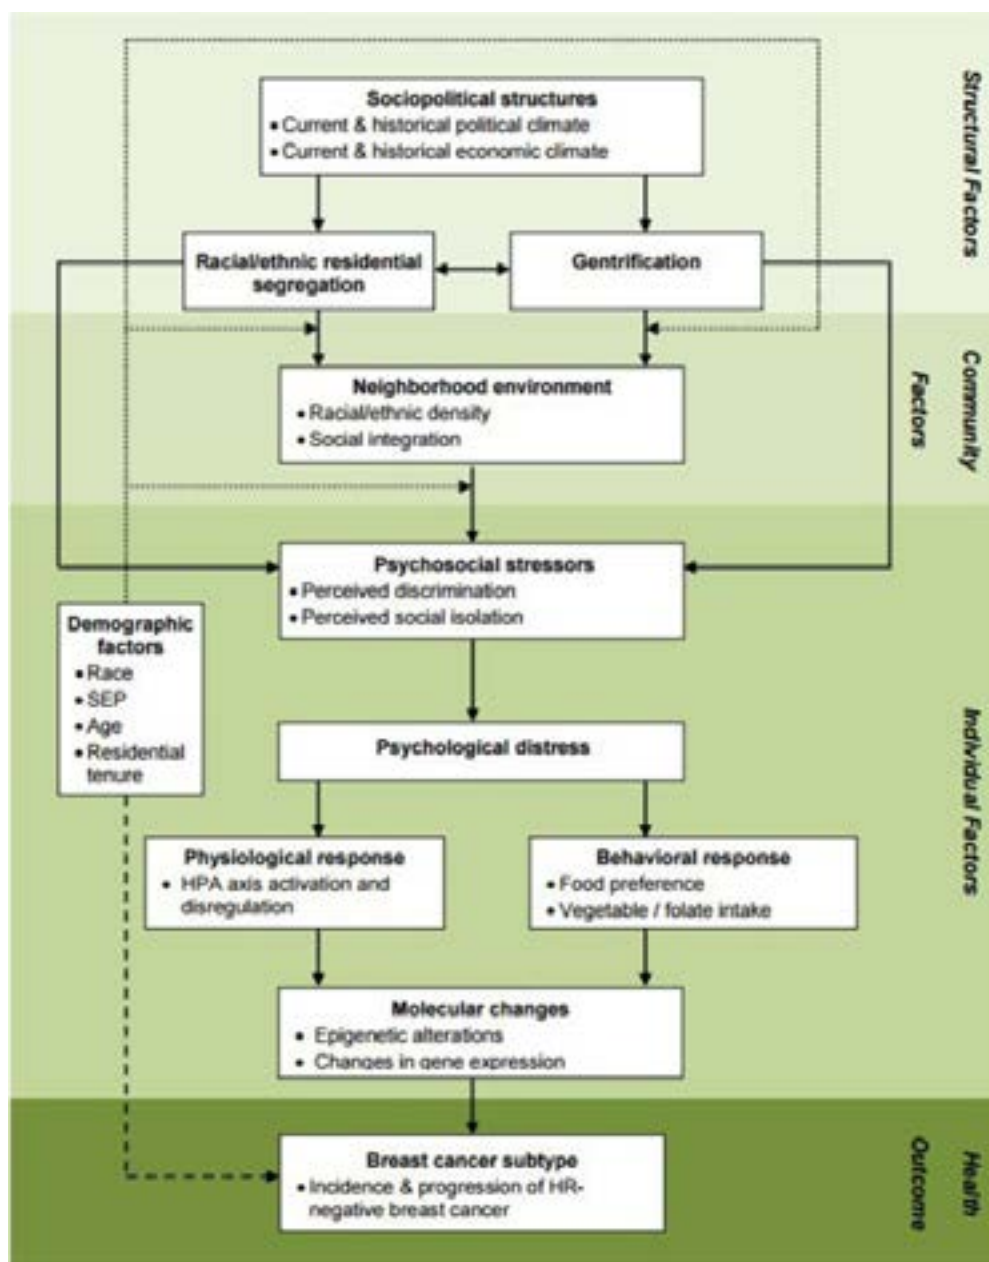 Sociopolitical structures
• Current & historical political climate
• Current & historical economic climate
Structural Factors
Racial/ethnic residential
segregation
Gentrification
Neighborhood environment
• Racial/ethnic density
• Social integration
Community
Factors
Psychosocial stressors
• Perceived discrimination
• Perceived social isolation
Demographic
factors
• Race
• SEP
• Age
• Residential
tenure
Psychological distress
Individual Factors
Physiological response
• HPA axis activation and
disregulation
Behavioral response
• Food preference
• Vegetable / folate intake
Molecular changes
• Epigenetic alterations
• Changes in gene expression
Breast cancer subtype
• Incidence & progression of HR-
negative breast cancer
Health
Outcome